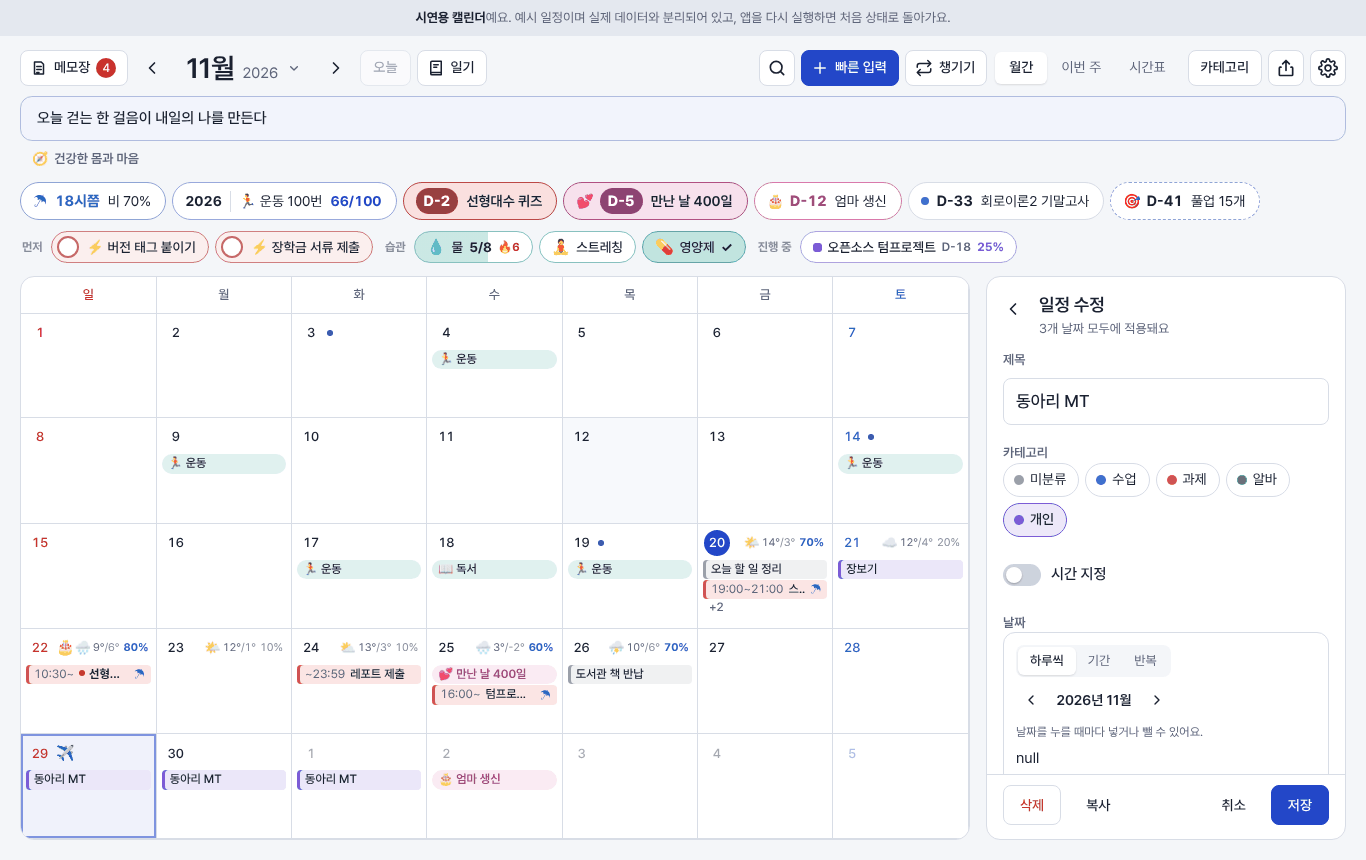 시연용 캘린더예요. 예시 일정이며 실제 데이터와 분리되어 있고, 앱을 다시 실행하면 처음 상태로 돌아가요.
메모장 4 11월 2026 오늘 일기 빠른 입력 챙기기 월간 이번 주 시간표 카테고리
오늘 걷는 한 걸음이 내일의 나를 만든다
건강한 몸과 마음
18시쯤 비 70% 2026 운동 100번 66/100 D-2 선형대수 퀴즈 D-5 만난 날 400일 D-12 엄마 생신 D-33 회로이론2 기말고사 D-41 풀업 15개
먼저 버전 태그 붙이기 장학금 서류 제출 습관 물 5/8 6 스트레칭 영양제 진행 중 오픈소스 텀프로젝트 D-18 25%
일 월 화 수 목 금 토
1 2 3 4 5 6 7
운동
8 9 10 11 12 13 14
운동 운동
15 16 17 18 19 20 14°/3° 70% 21 12°/4° 20%
운동 독서 운동 오늘 할 일 정리 장보기
19:00~21:00 스..
+2
22 9°/6° 80% 23 12°/1° 10% 24 13°/3° 10% 25 3°/-2° 60% 26 10°/6° 70% 27 28
10:30~ 선형... ~23:59 레포트 제출 만난 날 400일 도서관 책 반납
16:00~ 텀프로...
29 30 1 2 3 4 5
동아리 MT 동아리 MT 동아리 MT 엄마 생신
일정 수정
3개 날짜 모두에 적용돼요
제목
동아리 MT
카테고리
미분류 수업 과제 알바
개인
시간 지정
날짜
하루씩 기간 반복
2026년 11월
날짜를 누를 때마다 넣거나 뺄 수 있어요.
null
삭제 복사 취소 저장